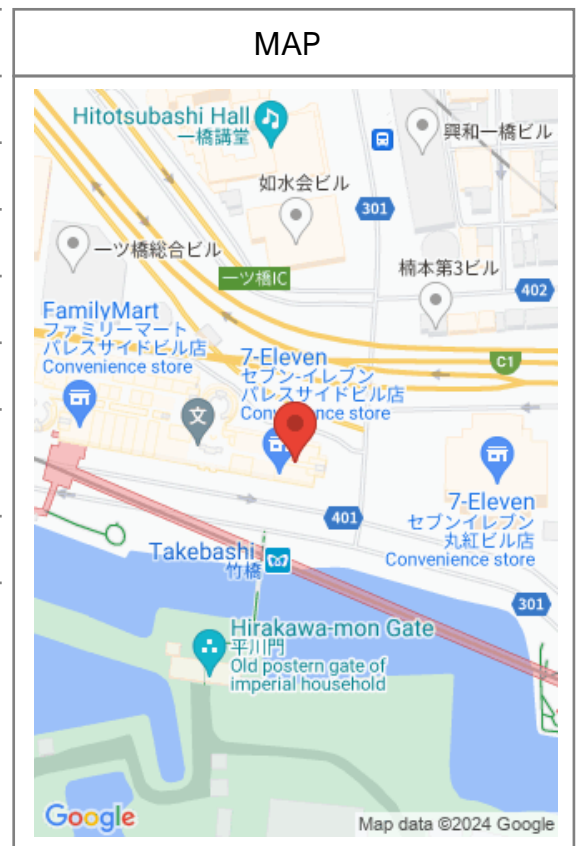 MAP
Hitotsubashi Hall
一橋講堂
興和一橋ビル
如水会ビル
301
一ツ橋総合ビル
一ツ橋IC
楠本第3ビル
402
FamilyMart
ファミリーマート
パレスサイドビル店
Convenience store
7-Eleven
セブン-イレブン
パレスサイドビル店
Conv nce store
C1
文
7-Eleven
セブンイレブン
丸紅ビル店
Convenience store
401
Takebashi
竹橋
301
Hirakawa-mon Gate
平川門
Old postern gate of
imperial household
Google
Map data ©2024 Google